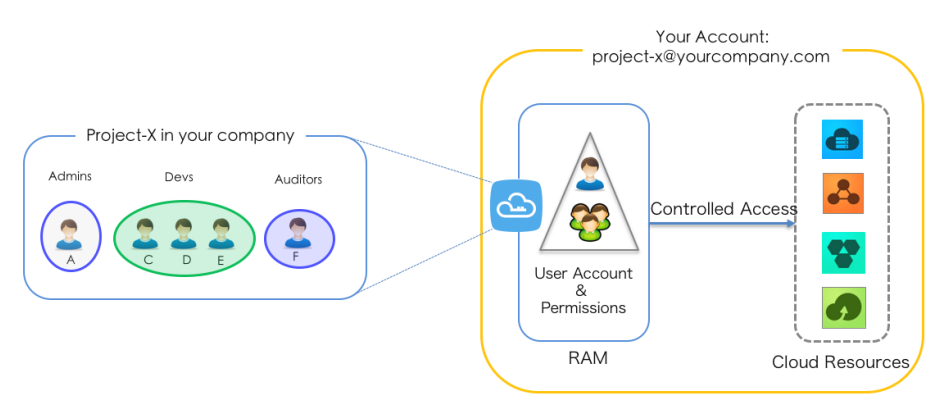 Your Account:
project-x@yourcompany.com
Project-X in your company
Admins
Devs
Auditors
A
C
D
E
F
Controlled Access
User Account
&
Permissions
RAM
Cloud Resources